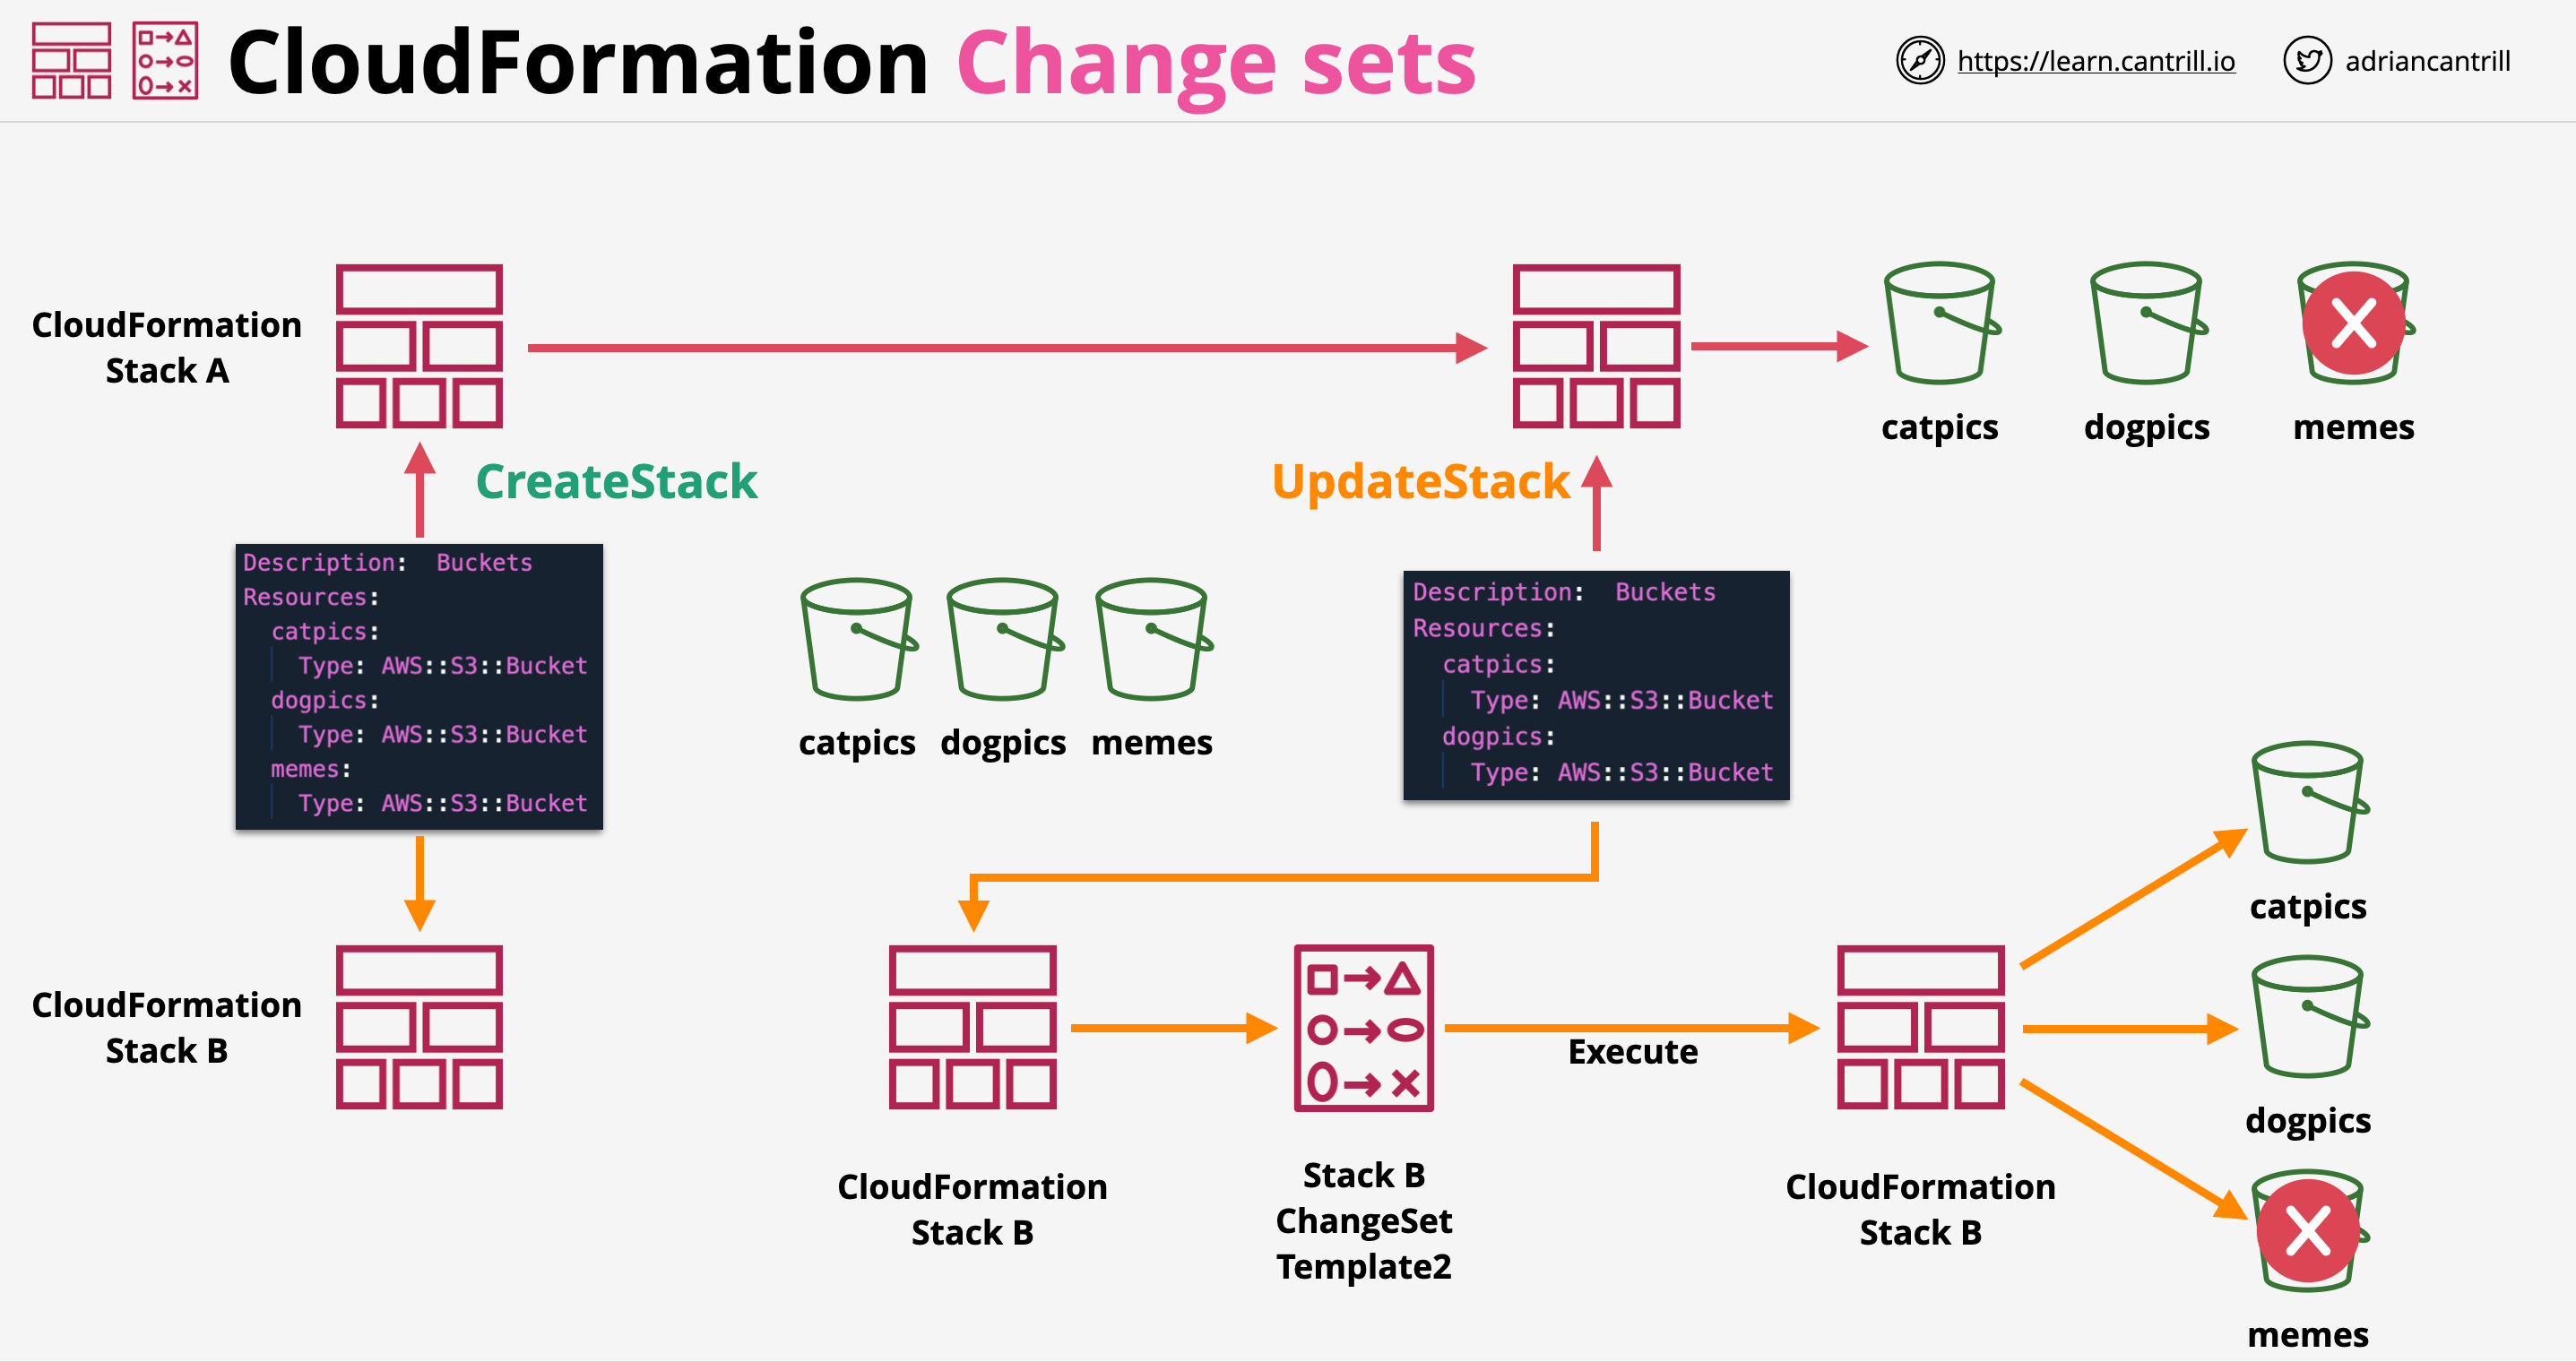 CloudFormation Change sets
https://learn.cantrill.io
adriancantrill
CloudFormation
Stack A
catpics
dogpics
memes
CreateStack
UpdateStack
Description:  Buckets
Resources:
  catpics:
    Type: AWS::S3::Bucket
  dogpics:
    Type: AWS::S3::Bucket
  memes:
    Type: AWS::S3::Bucket
catpics
dogpics
memes
Description:  Buckets
Resources:
  catpics:
    Type: AWS::S3::Bucket
  dogpics:
    Type: AWS::S3::Bucket
CloudFormation
Stack B
CloudFormation
Stack B
Stack B
ChangeSet
Template2
Execute
CloudFormation
Stack B
catpics
dogpics
memes